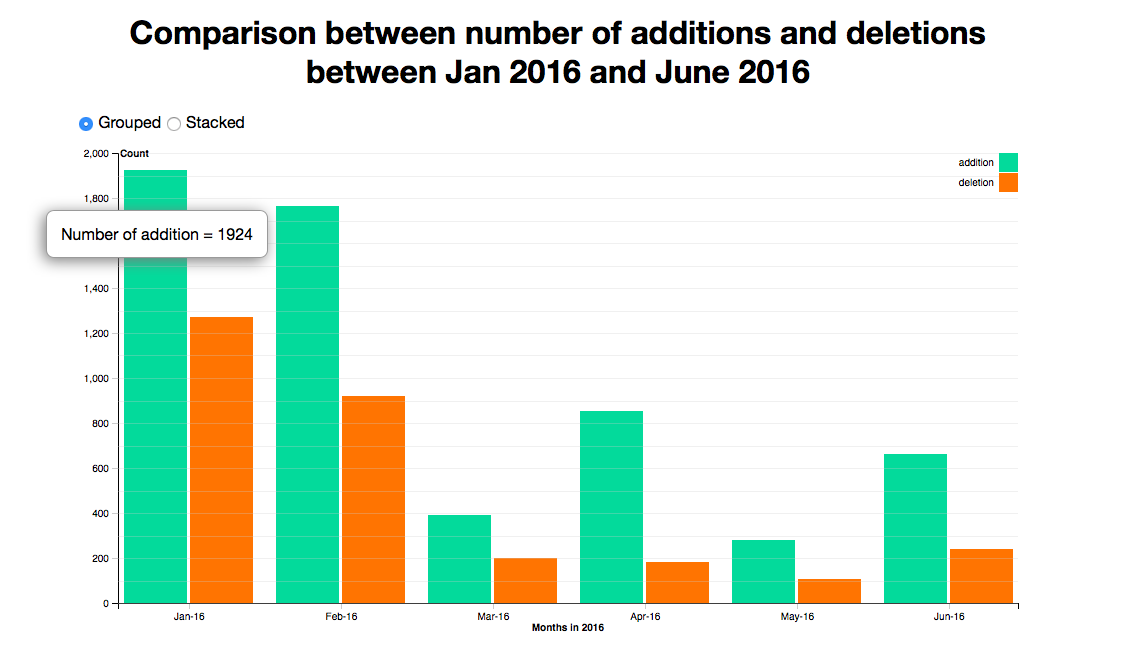 Comparison between number of additions and deletions
between Jan 2016 and June 2016
Grouped Stacked
2,000 Count
addition
deletion
1,800
Number of addition = 1924
1,400
1,200
1,000
800
600
400
200
0
Jan-16 Feb-16 Mar-16 Apr-16 May-16 Jun-16
Months in 2016